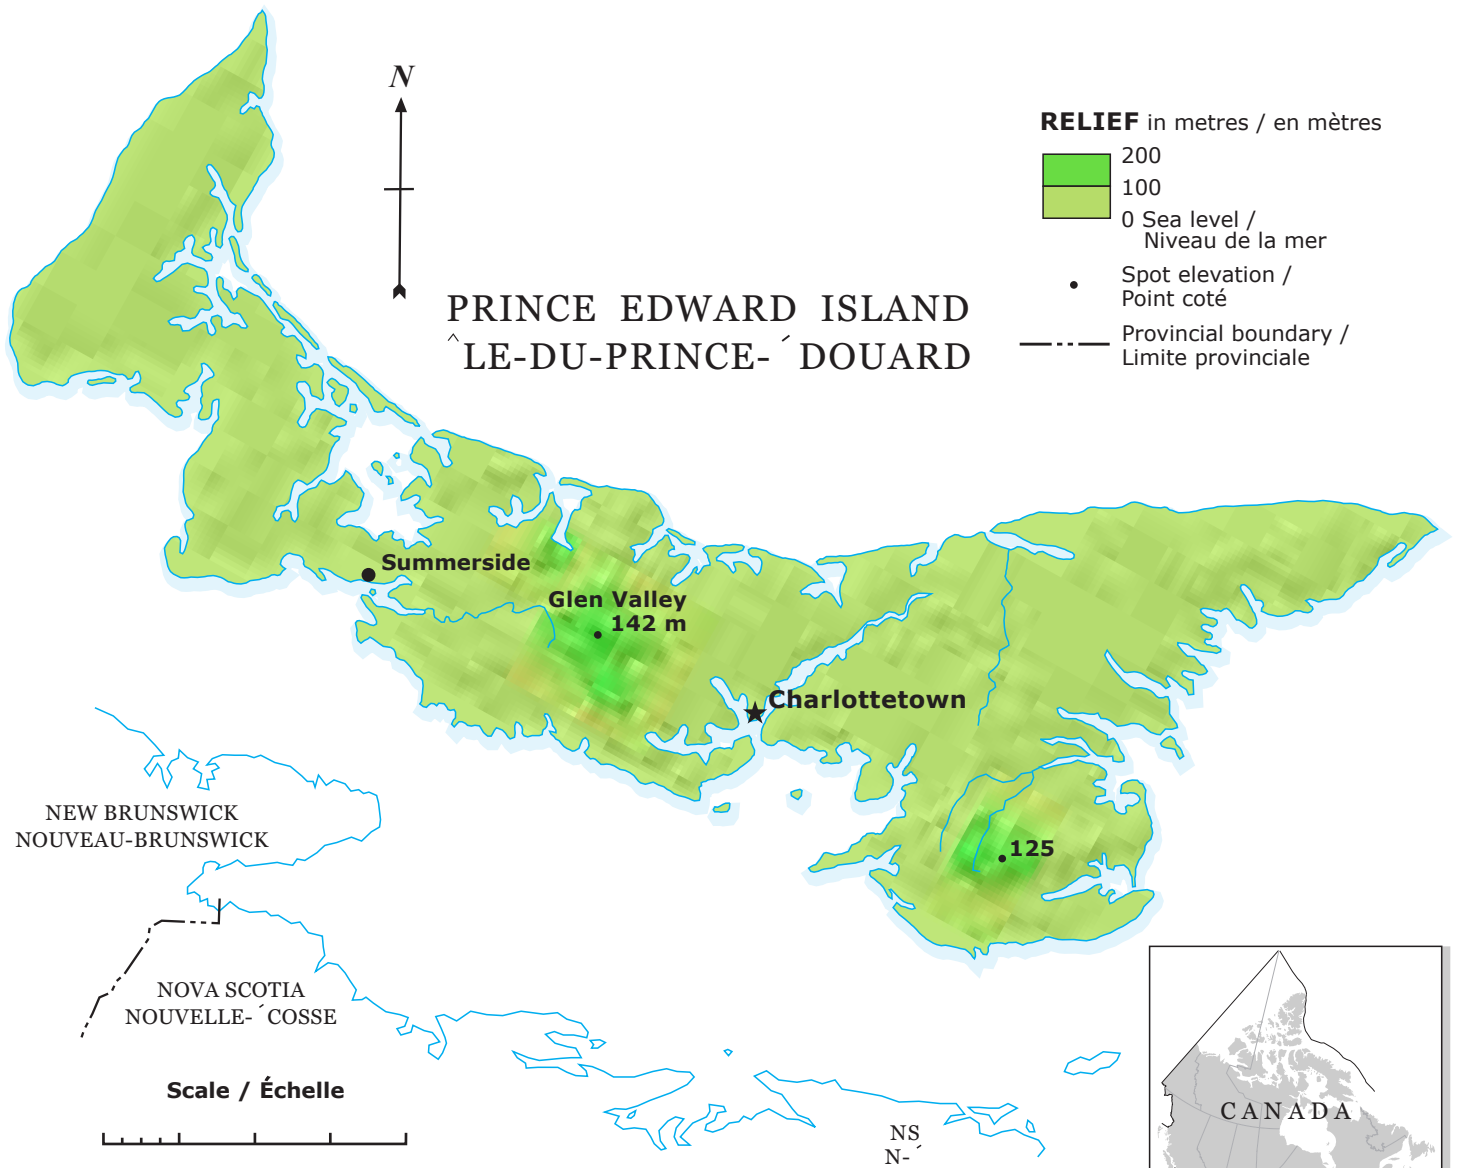 N
RELIEF in metres / en mètres
200
100
0 Sea level /
Niveau de la mer
Spot elevation /
Point coté
Provincial boundary /
Limite provinciale
PRINCE EDWARD ISLAND
^LE-DU-PRINCE-´DOUARD
Summerside
Glen Valley
142 m
Charlottetown
125
NEW BRUNSWICK
NOUVEAU-BRUNSWICK
NOVA SCOTIA
NOUVELLE-´COSSE
Scale / Échelle
NS
N-´
CANADA